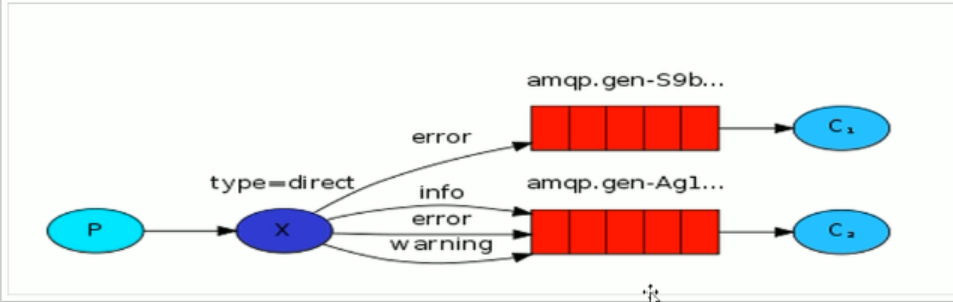 amqp.gen-S9b...
error
C₁
type=direct
amqp.gen-Ag1...
info
error
warning
P
X
C₂